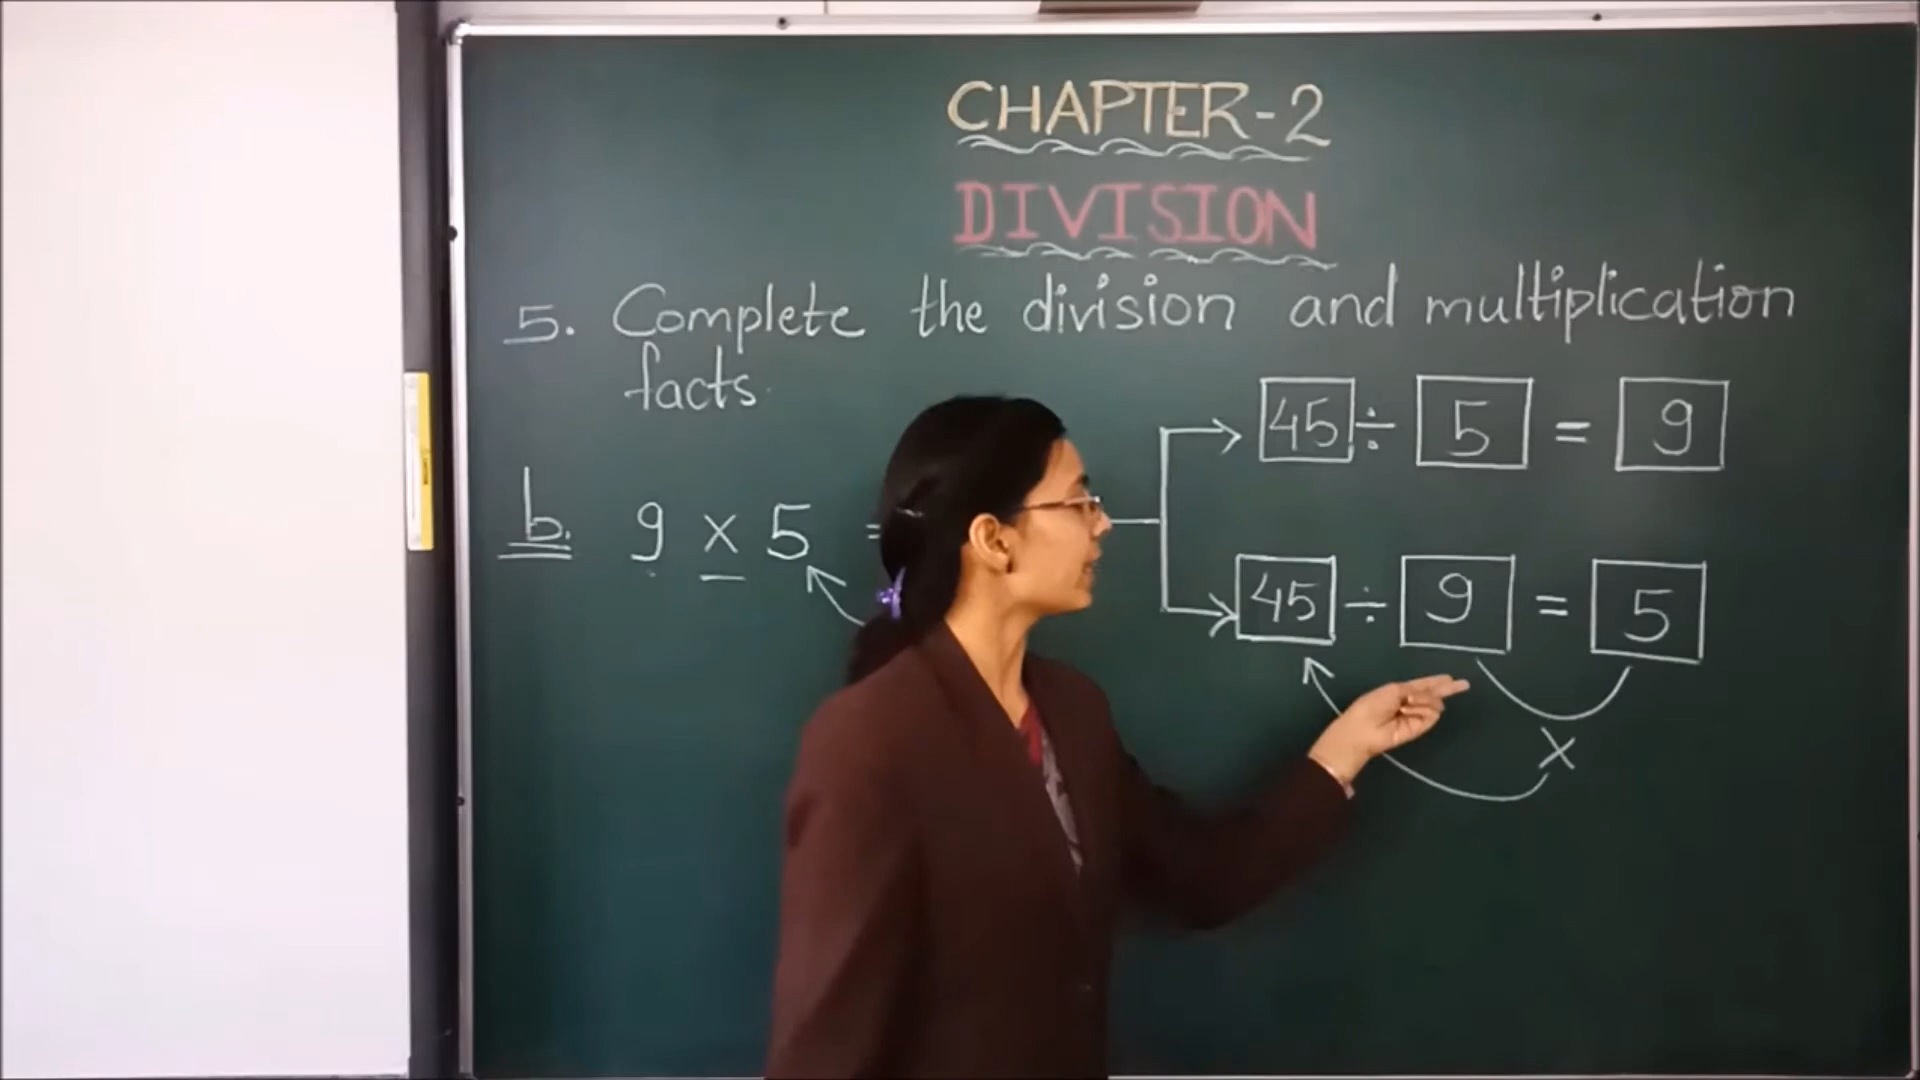 CHAPTER-2
DIVISION
5. Complete the division and multiplication
facts.
45 ÷ 5 = 9
b. 9 × 5 =
45 ÷ 9 = 5
×